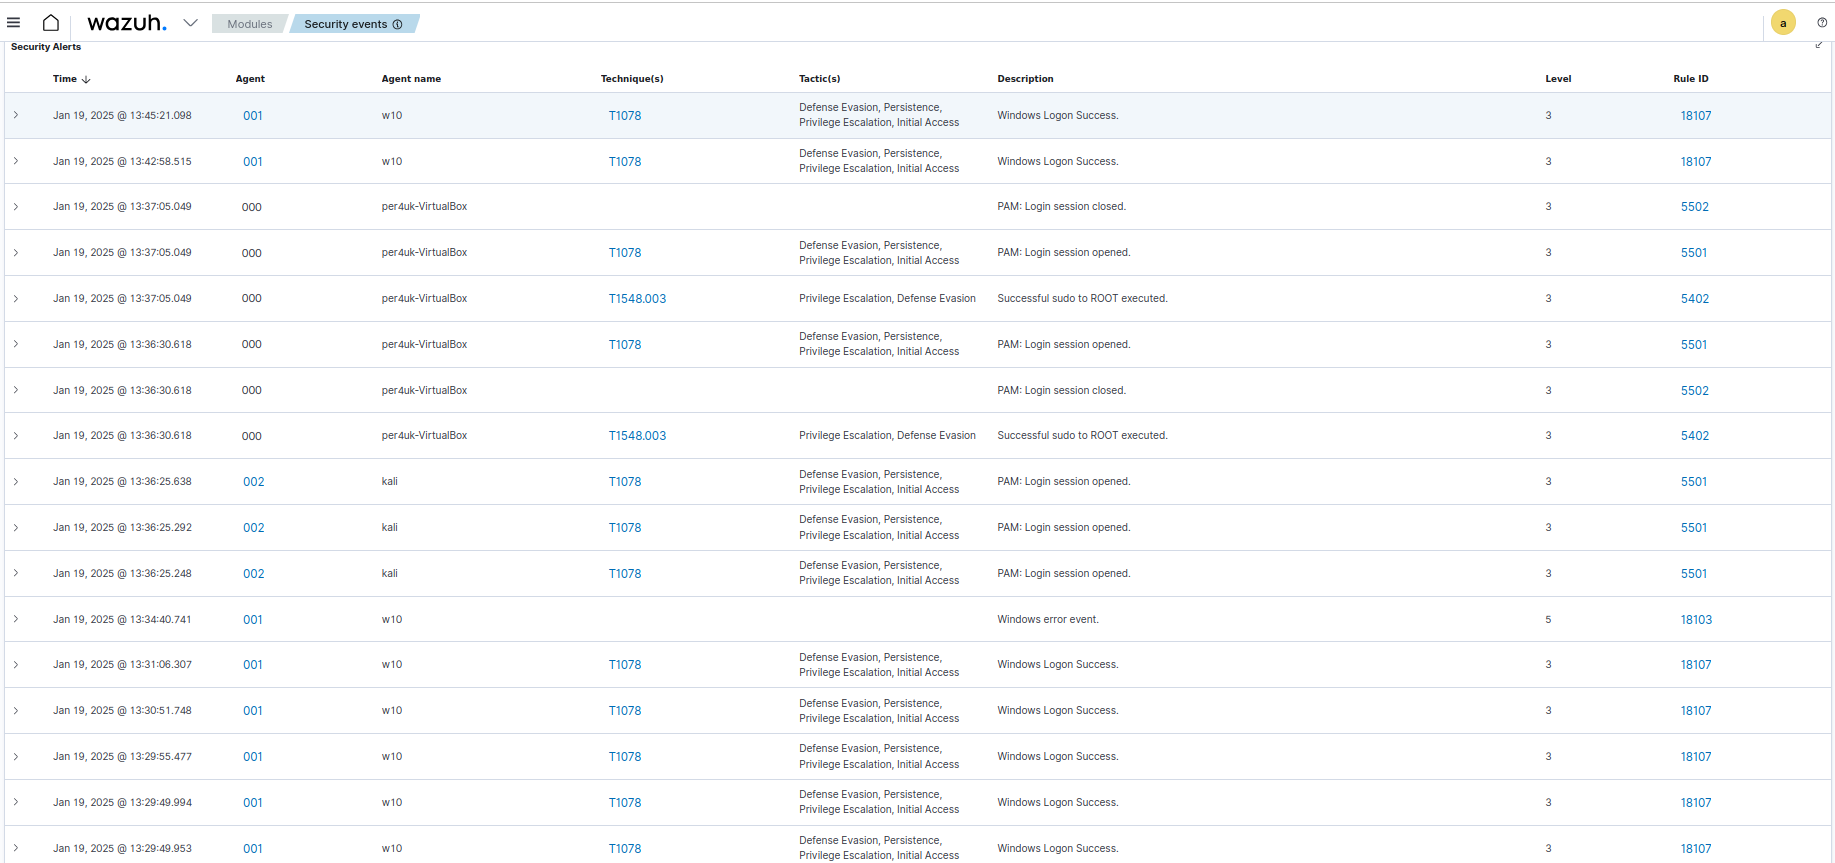 wazuh. Modules Security events a
Security Alerts
Time Agent Agent name Technique(s) Tactic(s) Description Level Rule ID
Jan 19, 2025 @ 13:45:21.098 001 w10 T1078 Defense Evasion, Persistence, Privilege Escalation, Initial Access Windows Logon Success. 3 18107
Jan 19, 2025 @ 13:42:58.515 001 w10 T1078 Defense Evasion, Persistence, Privilege Escalation, Initial Access Windows Logon Success. 3 18107
Jan 19, 2025 @ 13:37:05.049 000 per4uk-VirtualBox PAM: Login session closed. 3 5502
Jan 19, 2025 @ 13:37:05.049 000 per4uk-VirtualBox T1078 Defense Evasion, Persistence, Privilege Escalation, Initial Access PAM: Login session opened. 3 5501
Jan 19, 2025 @ 13:37:05.049 000 per4uk-VirtualBox T1548.003 Privilege Escalation, Defense Evasion Successful sudo to ROOT executed. 3 5402
Jan 19, 2025 @ 13:36:30.618 000 per4uk-VirtualBox T1078 Defense Evasion, Persistence, Privilege Escalation, Initial Access PAM: Login session opened. 3 5501
Jan 19, 2025 @ 13:36:30.618 000 per4uk-VirtualBox PAM: Login session closed. 3 5502
Jan 19, 2025 @ 13:36:30.618 000 per4uk-VirtualBox T1548.003 Privilege Escalation, Defense Evasion Successful sudo to ROOT executed. 3 5402
Jan 19, 2025 @ 13:36:25.638 002 kali T1078 Defense Evasion, Persistence, Privilege Escalation, Initial Access PAM: Login session opened. 3 5501
Jan 19, 2025 @ 13:36:25.292 002 kali T1078 Defense Evasion, Persistence, Privilege Escalation, Initial Access PAM: Login session opened. 3 5501
Jan 19, 2025 @ 13:36:25.248 002 kali T1078 Defense Evasion, Persistence, Privilege Escalation, Initial Access PAM: Login session opened. 3 5501
Jan 19, 2025 @ 13:34:40.741 001 w10 Windows error event. 5 18103
Jan 19, 2025 @ 13:31:06.307 001 w10 T1078 Defense Evasion, Persistence, Privilege Escalation, Initial Access Windows Logon Success. 3 18107
Jan 19, 2025 @ 13:30:51.748 001 w10 T1078 Defense Evasion, Persistence, Privilege Escalation, Initial Access Windows Logon Success. 3 18107
Jan 19, 2025 @ 13:29:55.477 001 w10 T1078 Defense Evasion, Persistence, Privilege Escalation, Initial Access Windows Logon Success. 3 18107
Jan 19, 2025 @ 13:29:49.994 001 w10 T1078 Defense Evasion, Persistence, Privilege Escalation, Initial Access Windows Logon Success. 3 18107
Jan 19, 2025 @ 13:29:49.953 001 w10 T1078 Defense Evasion, Persistence, Privilege Escalation, Initial Access Windows Logon Success. 3 18107